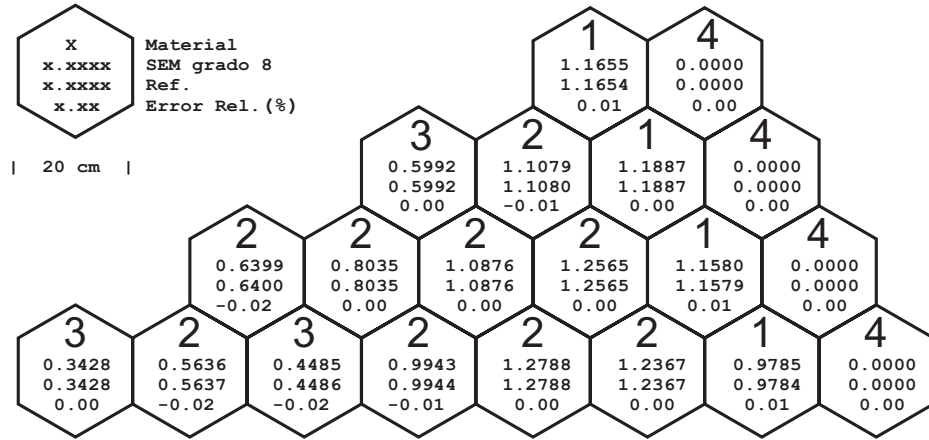 X Material
x.xxxx SEM grado 8
x.xxxx Ref.
x.xx Error Rel.(%)
| 20 cm |
1 4
1.1655 0.0000
1.1654 0.0000
0.01 0.00
3 2 1 4
0.5992 1.1079 1.1887 0.0000
0.5992 1.1080 1.1887 0.0000
0.00 -0.01 0.00 0.00
2 2 2 2 1 4
0.6399 0.8035 1.0876 1.2565 1.1580 0.0000
0.6400 0.8035 1.0876 1.2565 1.1579 0.0000
-0.02 0.00 0.00 0.00 0.01 0.00
3 2 3 2 2 2 1 4
0.3428 0.5636 0.4485 0.9943 1.2788 1.2367 0.9785 0.0000
0.3428 0.5637 0.4486 0.9944 1.2788 1.2367 0.9784 0.0000
0.00 -0.02 -0.02 -0.01 0.00 0.00 0.01 0.00